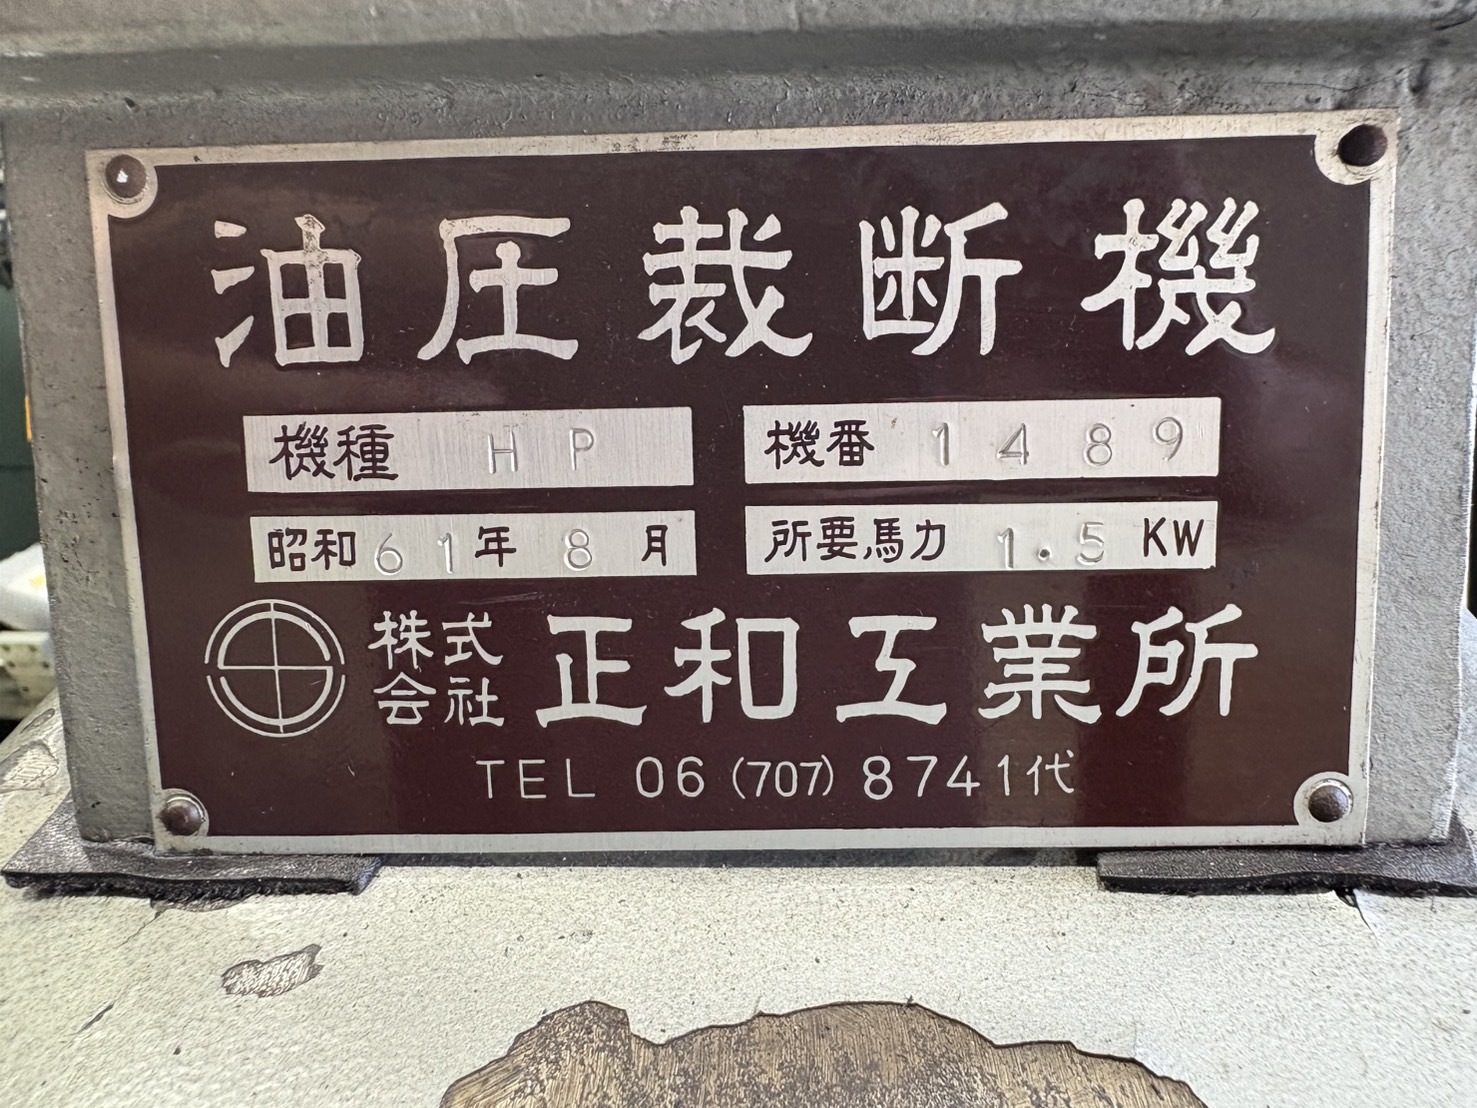 油圧裁断機
機種 HP 機番 1489
昭和61年8月 所要馬力 1.5 KW
株式会社 正和工業所
TEL 06 (707) 8741代